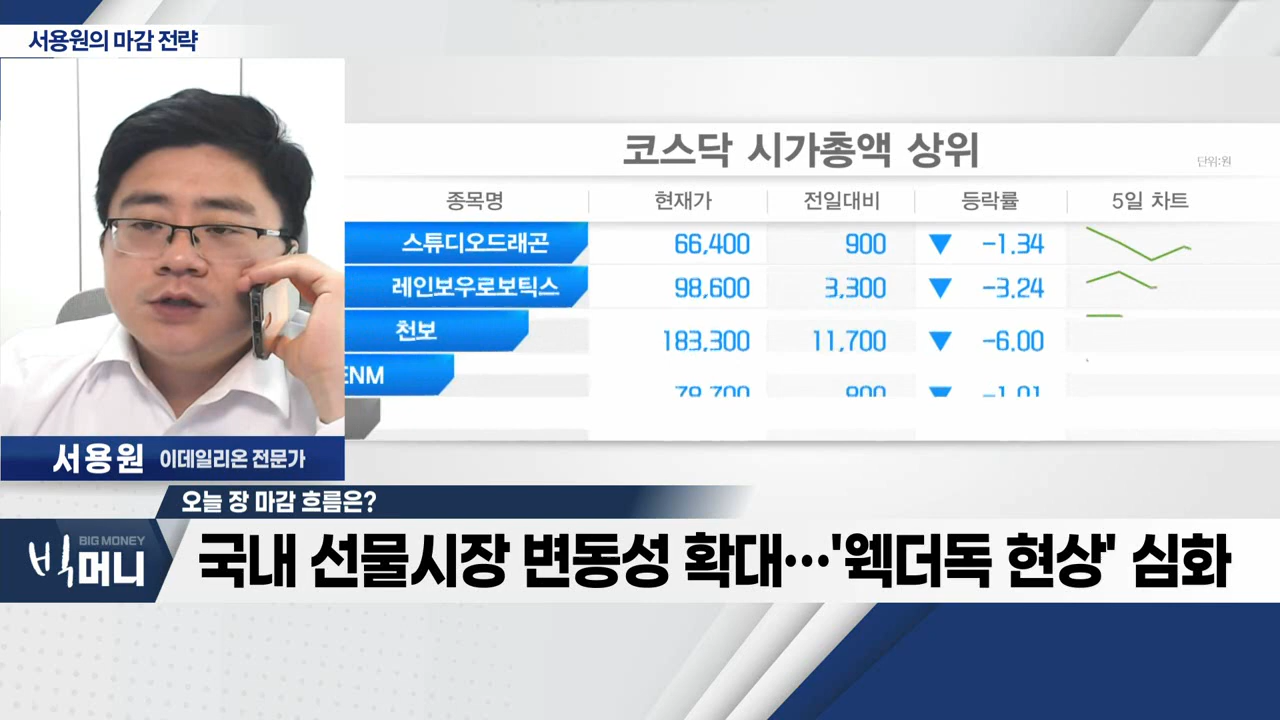 서용원의 마감 전략
코스닥 시가총액 상위
단위:원
종목명 현재가 전일대비 등락률 5일 차트
스튜디오드래곤 66,400 900 ▼ -1.34
레인보우로보틱스 98,600 3,300 ▼ -3.24
천보 183,300 11,700 ▼ -6.00
ENM 78,700 800 ▼ -1.01
서용원 이데일리온 전문가
오늘 장 마감 흐름은?
BIG MONEY
빅머니
국내 선물시장 변동성 확대…'웩더독 현상' 심화